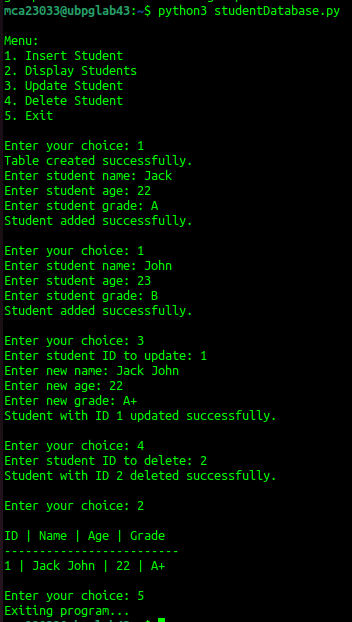 mca23033@ubpglab43:~$ python3 studentDatabase.py
Menu:
1. Insert Student
2. Display Students
3. Update Student
4. Delete Student
5. Exit
Enter your choice: 1
Table created successfully.
Enter student name: Jack
Enter student age: 22
Enter student grade: A
Student added successfully.
Enter your choice: 1
Enter student name: John
Enter student age: 23
Enter student grade: B
Student added successfully.
Enter your choice: 3
Enter student ID to update: 1
Enter new name: Jack John
Enter new age: 22
Enter new grade: A+
Student with ID 1 updated successfully.
Enter your choice: 4
Enter student ID to delete: 2
Student with ID 2 deleted successfully.
Enter your choice: 2
ID | Name | Age | Grade
-------------------------
1 | Jack John | 22 | A+
Enter your choice: 5
Exiting program...